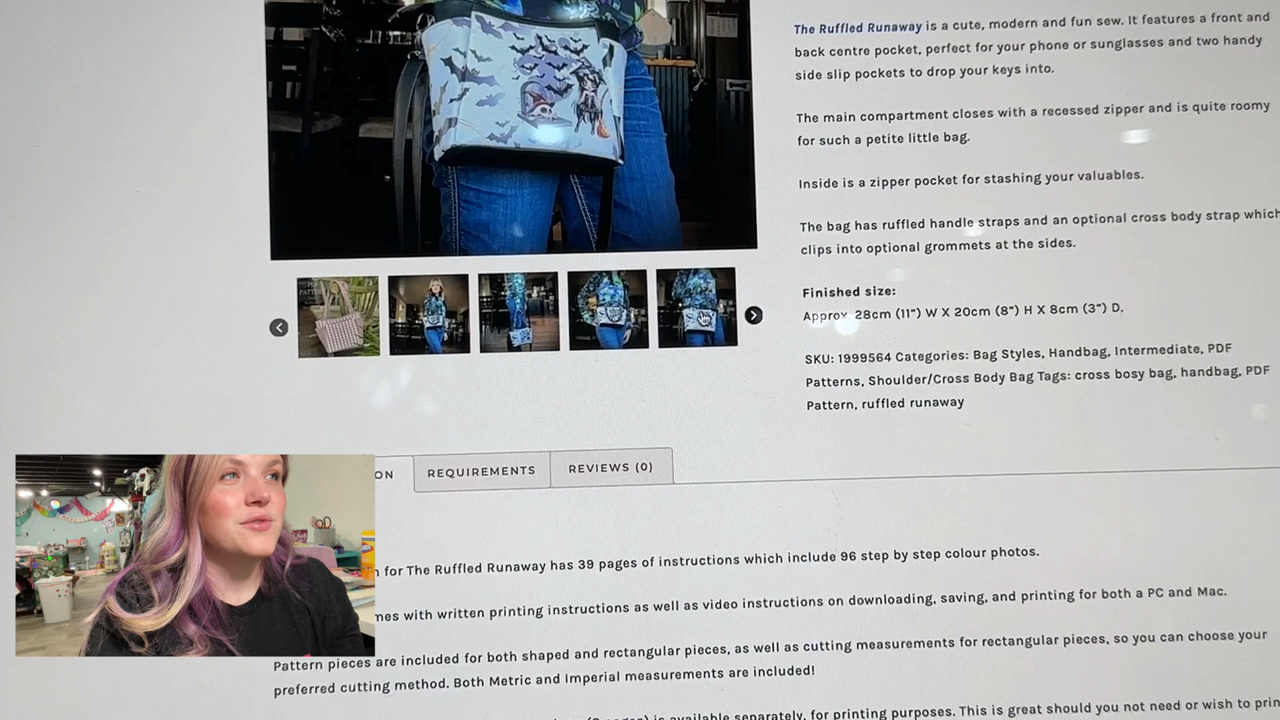 The Ruffled Runaway is a cute, modern and fun sew. It features a front and
back centre pocket, perfect for your phone or sunglasses and two handy
side slip pockets to drop your keys into.
The main compartment closes with a recessed zipper and is quite roomy
for such a petite little bag.
Inside is a zipper pocket for stashing your valuables.
The bag has ruffled handle straps and an optional cross body strap which
clips into optional grommets at the sides.
Finished size:
Approx. 28cm (11”) W X 20cm (8”) H X 8cm (3”) D.
SKU: 1999564 Categories: Bag Styles, Handbag, Intermediate, PDF
Patterns, Shoulder/Cross Body Bag Tags: cross bosy bag, handbag, PDF
Pattern, ruffled runaway
ON REQUIREMENTS REVIEWS (0)
for The Ruffled Runaway has 39 pages of instructions which include 96 step by step colour photos.
mes with written printing instructions as well as video instructions on downloading, saving, and printing for both a PC and Mac.
Pattern pieces are included for both shaped and rectangular pieces, as well as cutting measurements for rectangular pieces, so you can choose your
preferred cutting method. Both Metric and Imperial measurements are included!
is available separately, for printing purposes. This is great should you not need or wish to prin